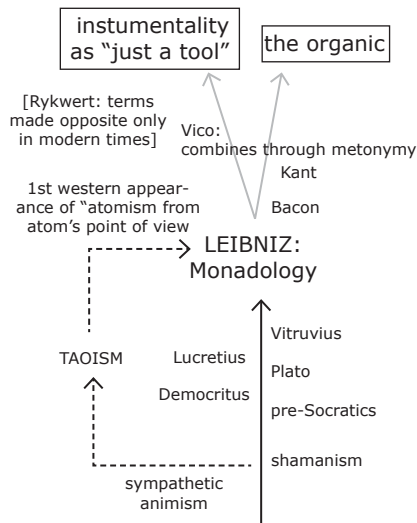 instumentality
as “just a tool”
the organic
[Rykwert: terms
made opposite only
in modern times]
Vico:
combines through metonymy
Kant
Bacon
1st western appear-
ance of “atomism from
atom’s point of view
LEIBNIZ:
Monadology
Vitruvius
Lucretius
TAOISM
Plato
Democritus
pre-Socratics
shamanism
sympathetic
animism